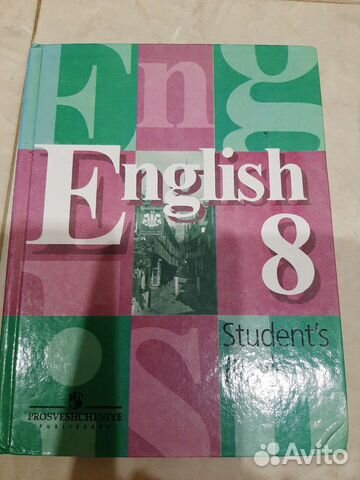 English
8
Student's
PROSVESHCHENIYE
PUBLISHERS
Avito